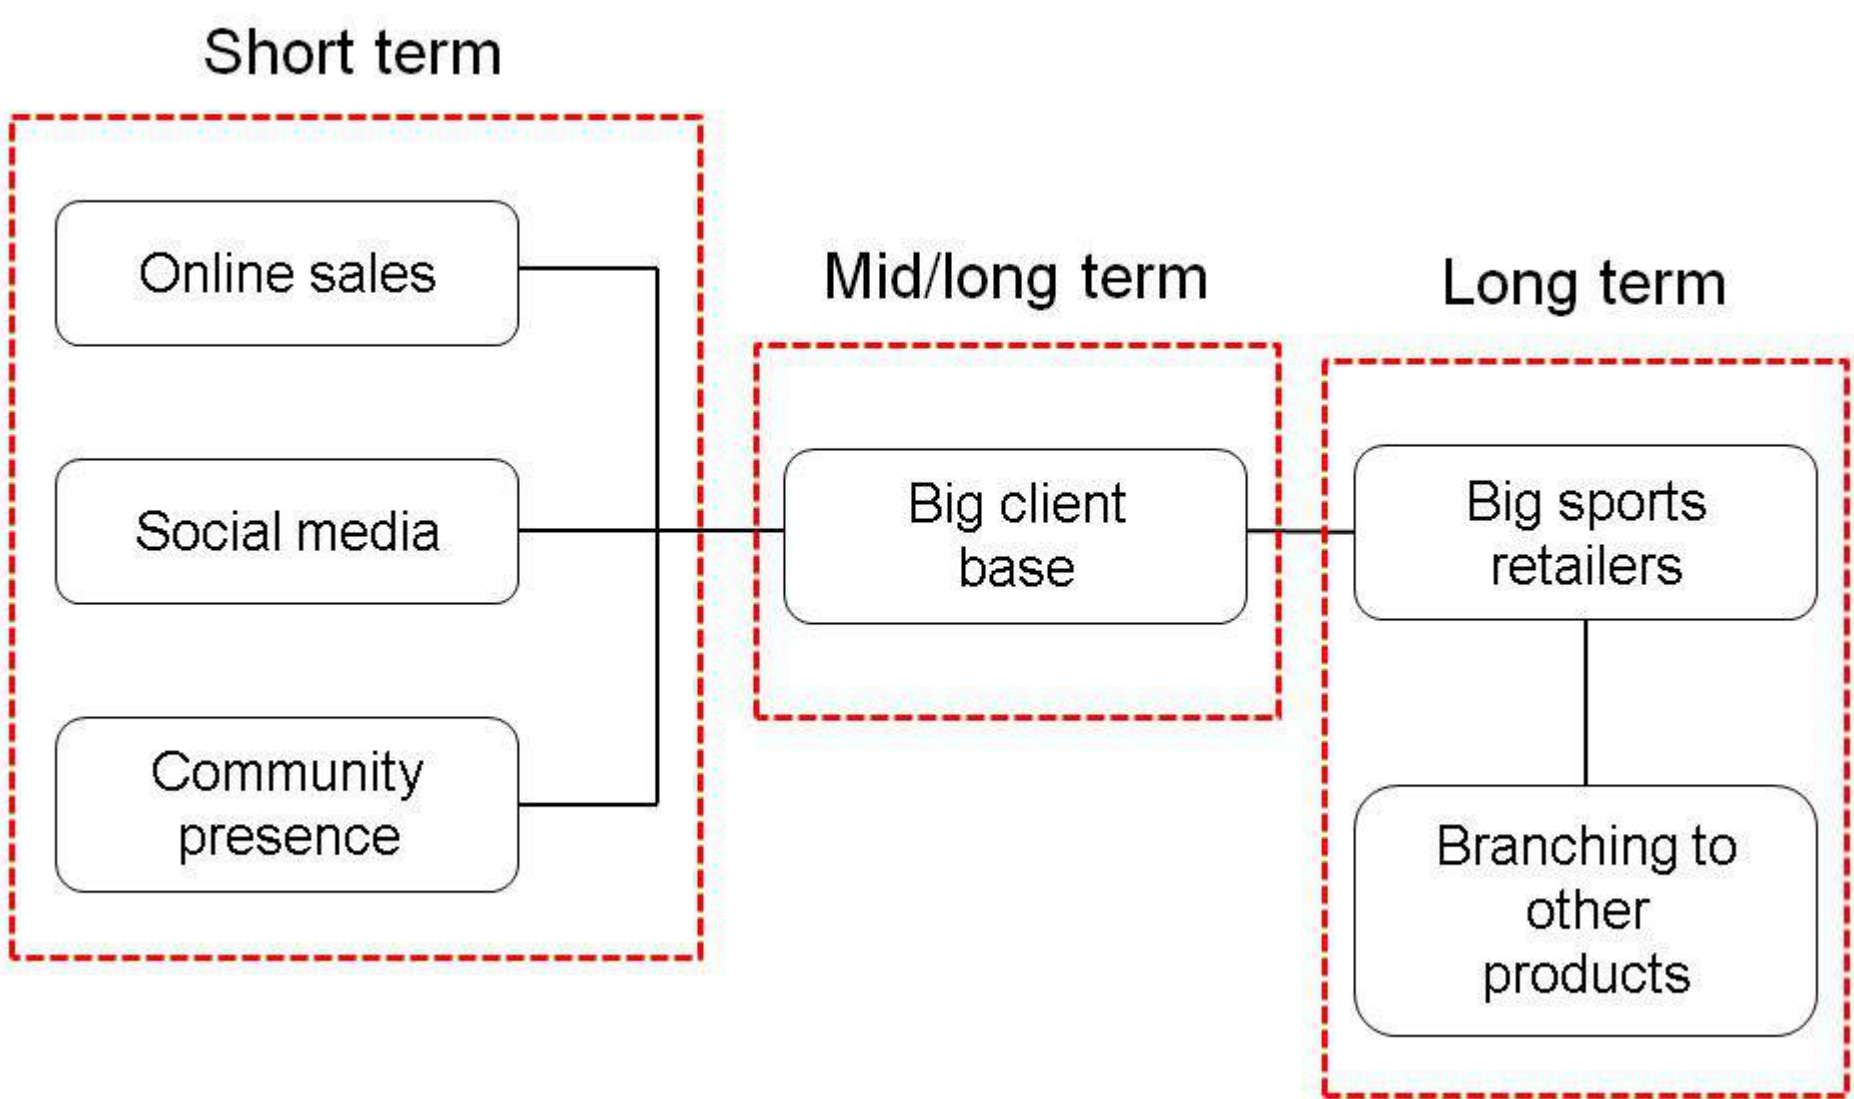 Short term
Online sales
Social media
Community
presence
Mid/long term
Big client
base
Long term
Big sports
retailers
Branching to
other
products